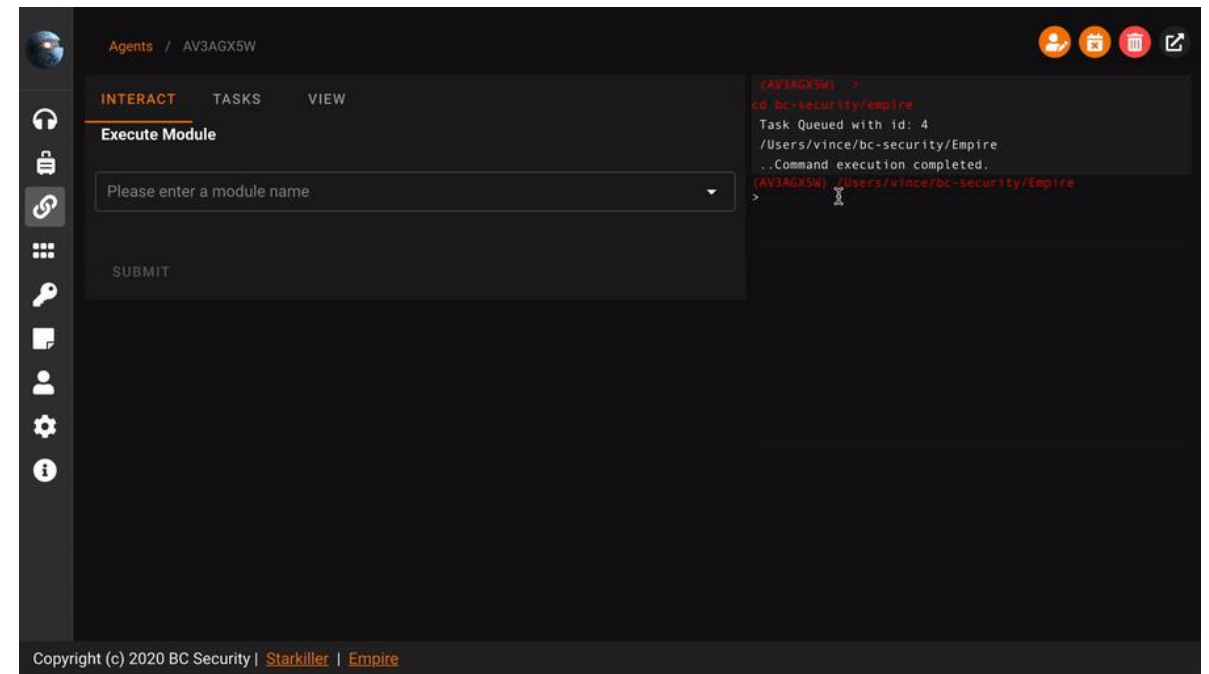 Agents / AV3AGX5W
INTERACT TASKS VIEW
Execute Module
Please enter a module name
SUBMIT
(AV3AGX5W) >
cd bc-security/empire
Task Queued with id: 4
/Users/vince/bc-security/Empire
..Command execution completed.
(AV3AGX5W) /Users/vince/bc-security/Empire
>
Copyright (c) 2020 BC Security | Starkiller | Empire